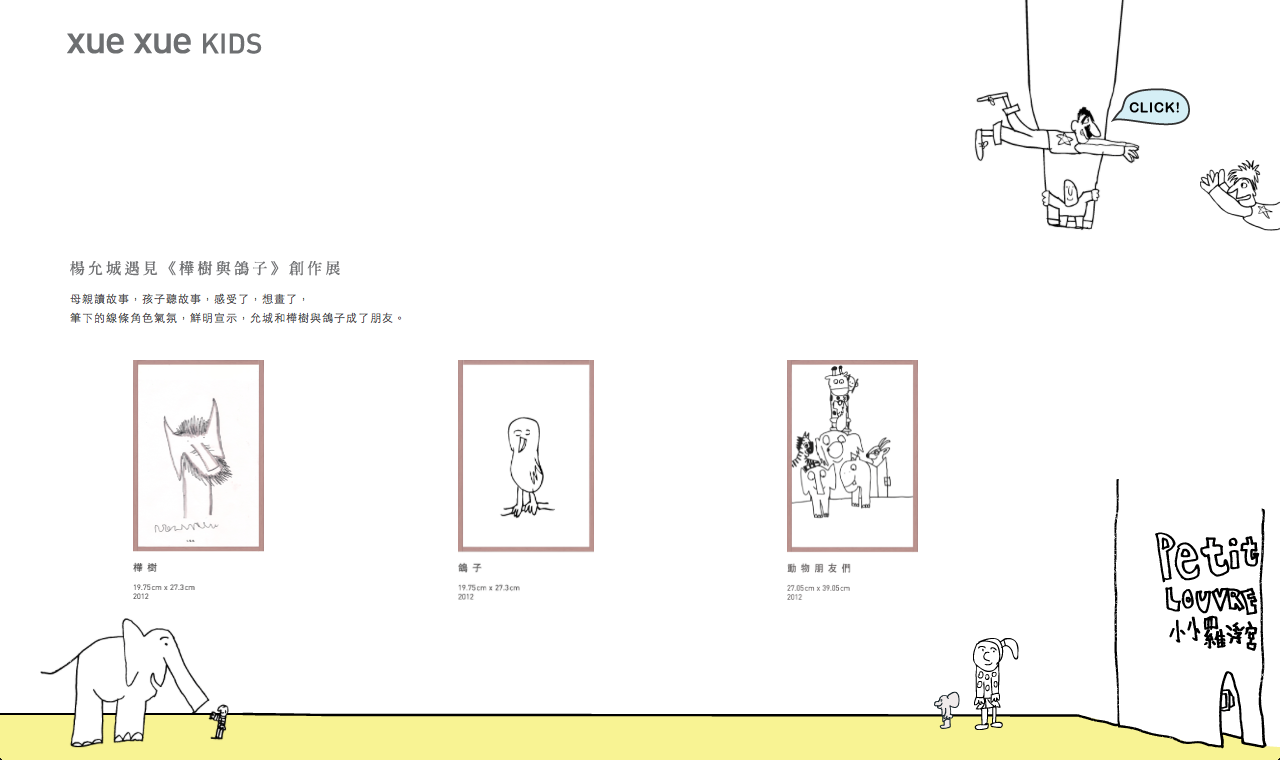 xue xue KIDS
CLICK!
楊允城遇見《樺樹與鴿子》創作展
母親讀故事，孩子聽故事，感受了，想畫了，
筆下的線條角色氣氛，鮮明宣示，允城和樺樹與鴿子成了朋友。
樺樹
19.75cm x 27.3cm
2012
鴿子
19.75cm x 27.3cm
2012
動物朋友們
27.05cm x 39.05cm
2012
Petit
LOUVRE
小小羅浮宮